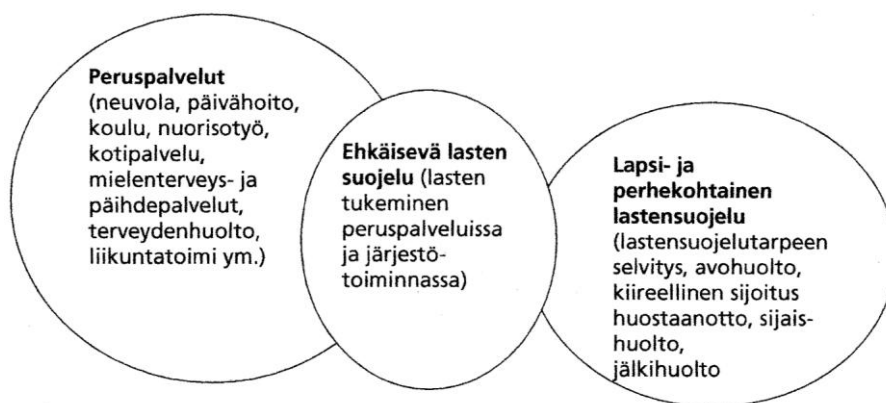 Peruspalvelut
(neuvola, päivähoito,
koulu, nuorisotyö,
kotipalvelu,
mielenterveys- ja
päihdepalvelut,
terveydenhuolto,
liikuntatoimi ym.)
Ehkäisevä lasten
suojelu (lasten
tukeminen
peruspalveluissa
ja järjestö-
toiminnassa)
Lapsi- ja
perhekohtainen
lastensuojelu
(lastensuojelutarpeen
selvitys, avohuolto,
kiireellinen sijoitus
huostaanotto, sijais-
huolto,
jälkihuolto